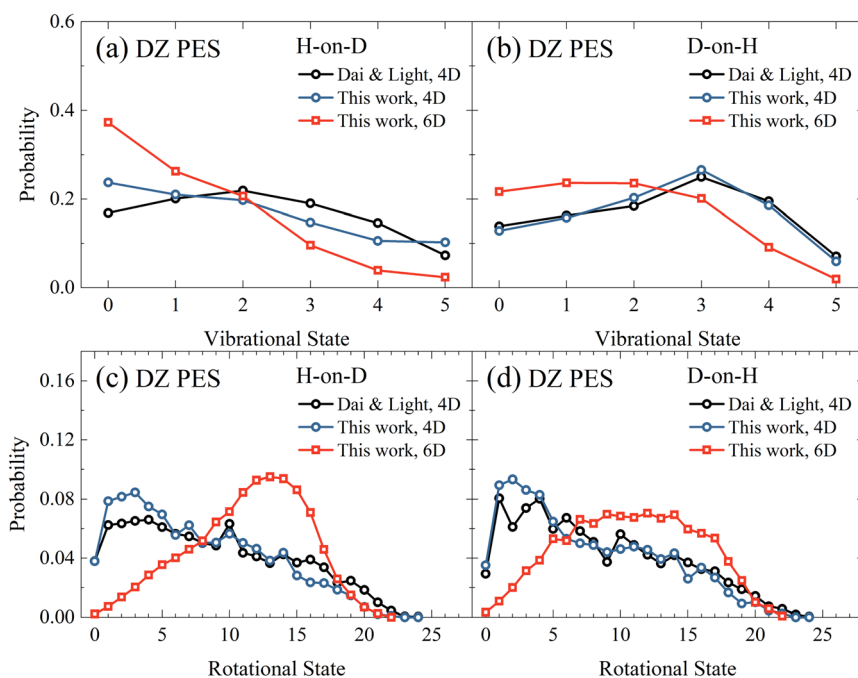 (a) DZ PES H-on-D
Dai & Light, 4D
This work, 4D
This work, 6D
(b) DZ PES D-on-H
Dai & Light, 4D
This work, 4D
This work, 6D
Probability
0.6
0.4
0.2
0.0
0 1 2 3 4 5
0 1 2 3 4 5
Vibrational State
Vibrational State
(c) DZ PES H-on-D
Dai & Light, 4D
This work, 4D
This work, 6D
(d) DZ PES D-on-H
Dai & Light, 4D
This work, 4D
This work, 6D
Probability
0.16
0.12
0.08
0.04
0.00
0 5 10 15 20 25
0 5 10 15 20 25
Rotational State
Rotational State